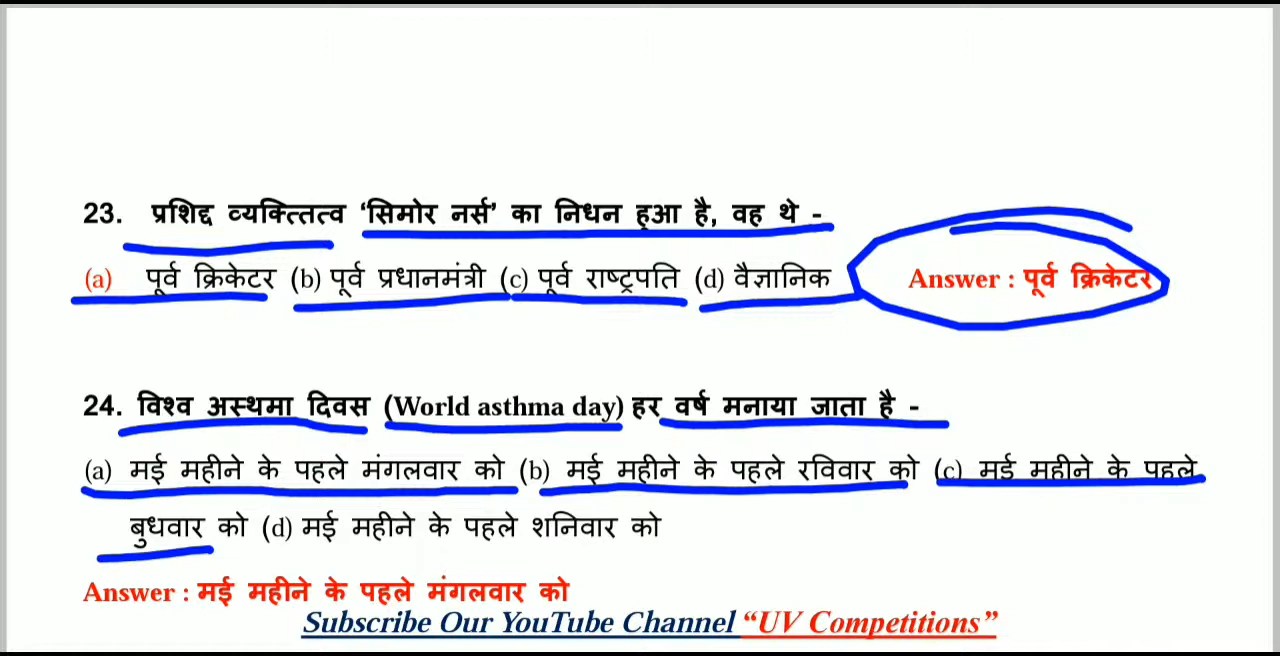 23. प्रशिद्द व्यक्तित्तत्व ‘सिमोर नर्स’ का निधन हूआ है, वह थे -
(a) पूर्व क्रिकेटर (b) पूर्व प्रधानमंत्री (c) पूर्व राष्ट्रपति (d) वैज्ञानिक Answer : पूर्व क्रिकेटर
24. विश्व अस्थमा दिवस (World asthma day) हर वर्ष मनाया जाता है -
(a) मई महीने के पहले मंगलवार को (b) मई महीने के पहले रविवार को (c) मई महीने के पहले
बुधवार को (d) मई महीने के पहले शनिवार को
Answer : मई महीने के पहले मंगलवार को
Subscribe Our YouTube Channel “UV Competitions”